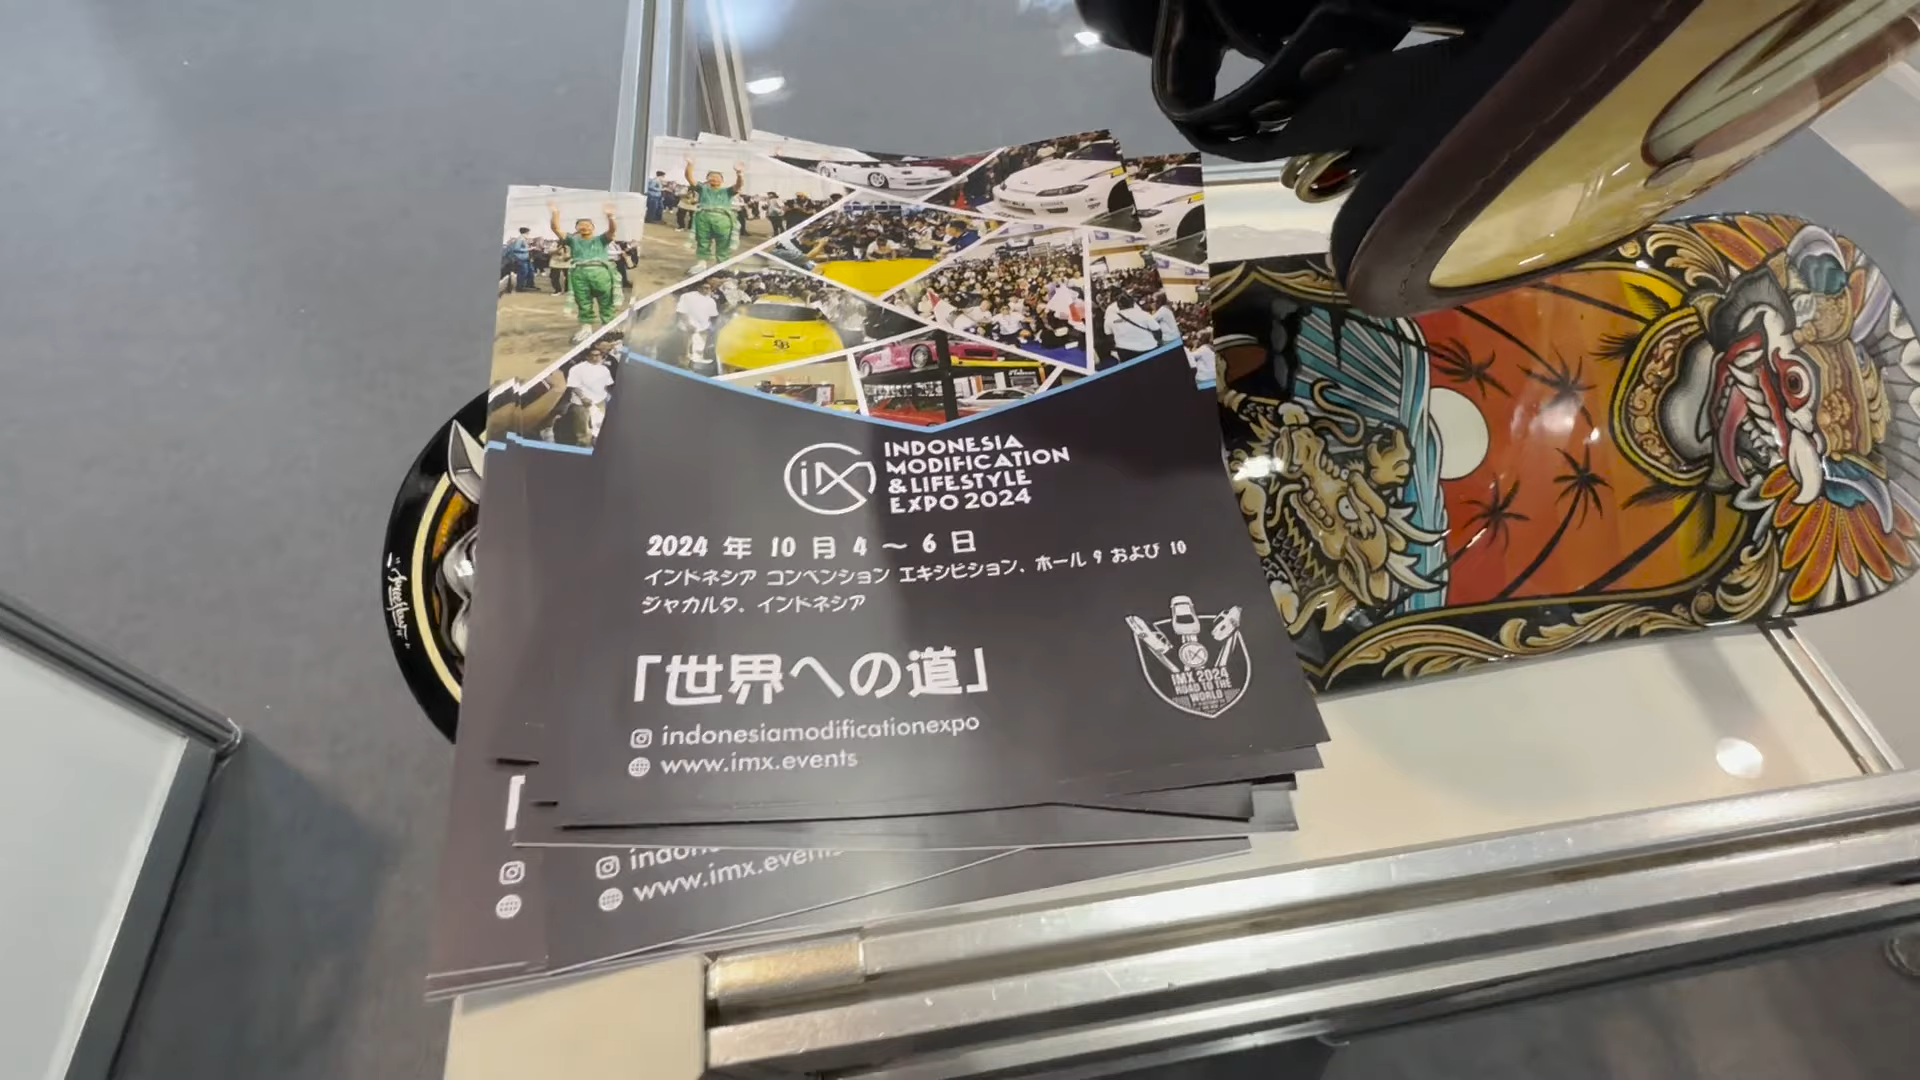 iMX
INDONESIA
MODIFICATION
& LIFESTYLE
EXPO 2024
2024 年 10 月 4 ～ 6 日
インドネシア コンベンション エキシビション、ホール 9 および 10
ジャカルタ、インドネシア
「世界への道」
indonesiamodificationexpo
www.imx.events
IMX 2024
ROAD TO THE
WORLD
indon
www.imx.events